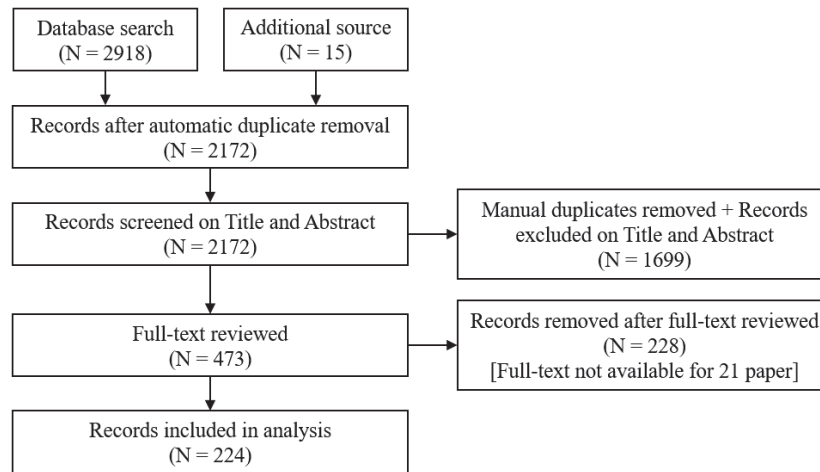 Database search
(N = 2918)
Additional source
(N = 15)
Records after automatic duplicate removal
(N = 2172)
Records screened on Title and Abstract
(N = 2172)
Manual duplicates removed + Records
excluded on Title and Abstract
(N = 1699)
Full-text reviewed
(N = 473)
Records removed after full-text reviewed
(N = 228)
[Full-text not available for 21 paper]
Records included in analysis
(N = 224)